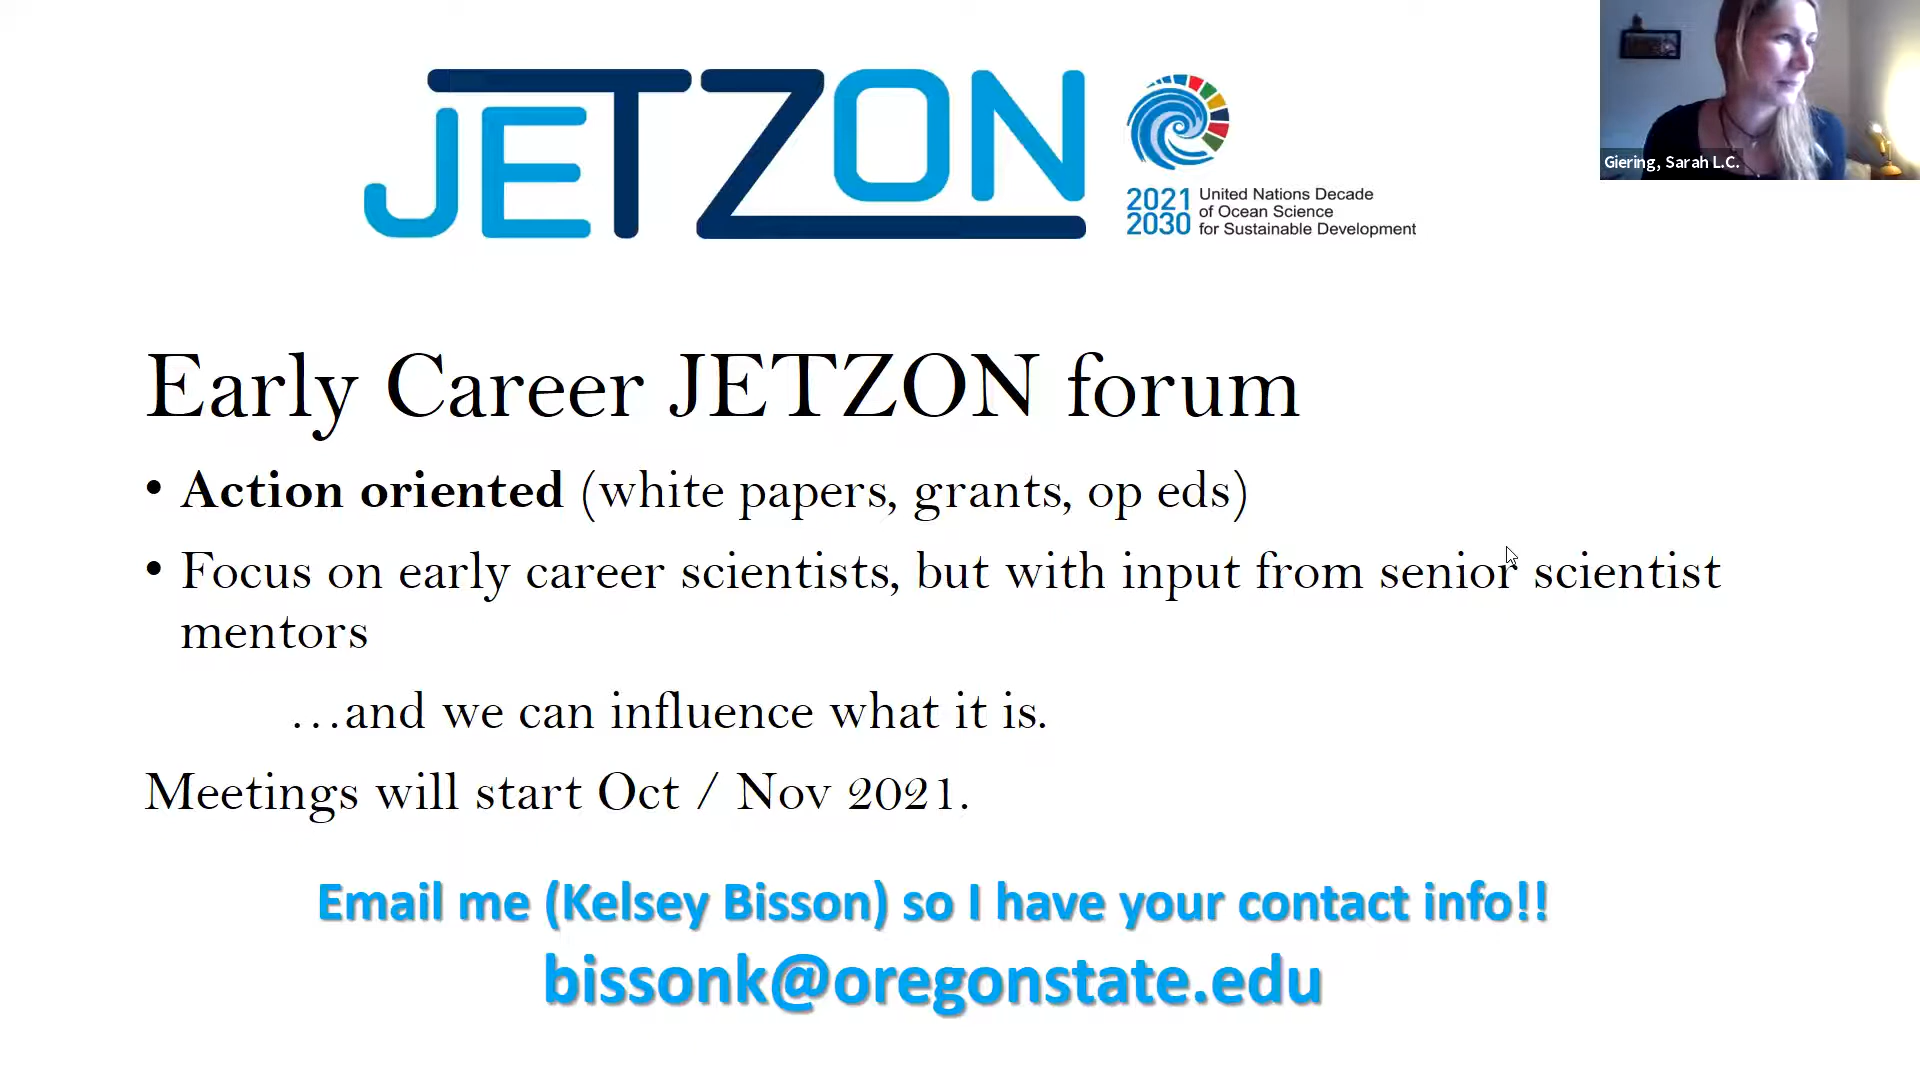 JETZON
2021
2030
United Nations Decade
of Ocean Science
for Sustainable Development
Giering, Sarah L.C.
Early Career JETZON forum
• Action oriented (white papers, grants, op eds)
• Focus on early career scientists, but with input from senior scientist
mentors
...and we can influence what it is.
Meetings will start Oct / Nov 2021.
Email me (Kelsey Bisson) so I have your contact info!!
bissonk@oregonstate.edu